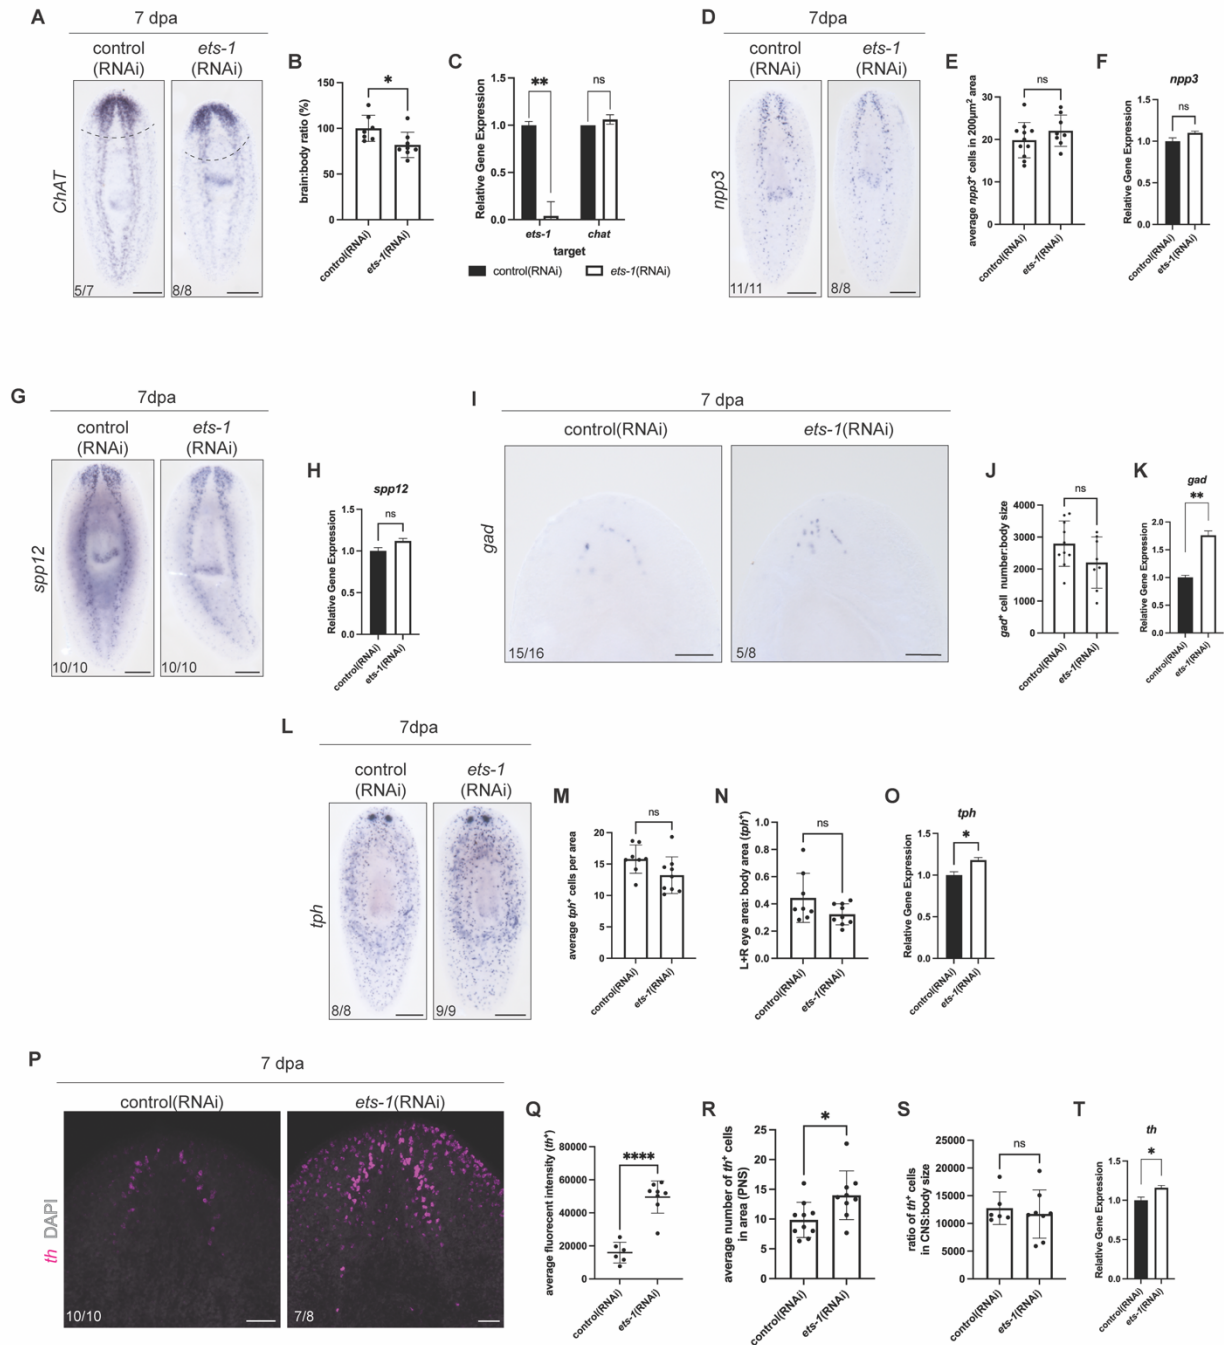 A
7 dpa
control
(RNAi)
ets-1
(RNAi)
ChAT
5/7
8/8
B
brain:body ratio (%)
150
100
50
0
*
control(RNAi)
ets-1(RNAi)
C
Relative Gene Expression
1.5
1.0
0.5
0.0
**
ns
ets-1
chat
target
control(RNAi)
ets-1(RNAi)
D
7dpa
control
(RNAi)
ets-1
(RNAi)
npp3
11/11
8/8
E
average npp3+ cells in 200μm² area
30
20
10
0
ns
control(RNAi)
ets-1(RNAi)
F
npp3
Relative Gene Expression
1.5
1.0
0.5
0.0
ns
control(RNAi)
ets-1(RNAi)
G
7dpa
control
(RNAi)
ets-1
(RNAi)
spp12
10/10
10/10
H
spp12
Relative Gene Expression
1.5
1.0
0.5
0.0
ns
control(RNAi)
ets-1(RNAi)
I
7 dpa
control(RNAi)
ets-1(RNAi)
gad
15/16
5/8
J
gad+ cell number:body size
4000
3000
2000
1000
0
ns
control(RNAi)
ets-1(RNAi)
K
gad
Relative Gene Expression
2.0
1.5
1.0
0.5
0.0
**
control(RNAi)
ets-1(RNAi)
L
7dpa
control
(RNAi)
ets-1
(RNAi)
tph
8/8
9/9
M
average tph+ cells per area
20
15
10
5
0
ns
control(RNAi)
ets-1(RNAi)
N
L+R eye area: body area (tph+)
1.0
0.8
0.6
0.4
0.2
0.0
ns
control(RNAi)
ets-1(RNAi)
O
tph
Relative Gene Expression
1.5
1.0
0.5
0.0
*
control(RNAi)
ets-1(RNAi)
P
7 dpa
control(RNAi)
ets-1(RNAi)
th DAPI
10/10
7/8
Q
average fluorecent intensity (th+)
80000
60000
40000
20000
0
****
control(RNAi)
ets-1(RNAi)
R
average number of th+ cells
in area (PNS)
25
20
15
10
5
0
*
control(RNAi)
ets-1(RNAi)
S
ratio of th+ cells
in CNS:body size
25000
20000
15000
10000
5000
0
ns
control(RNAi)
ets-1(RNAi)
T
th
Relative Gene Expression
1.5
1.0
0.5
0.0
*
control(RNAi)
ets-1(RNAi)